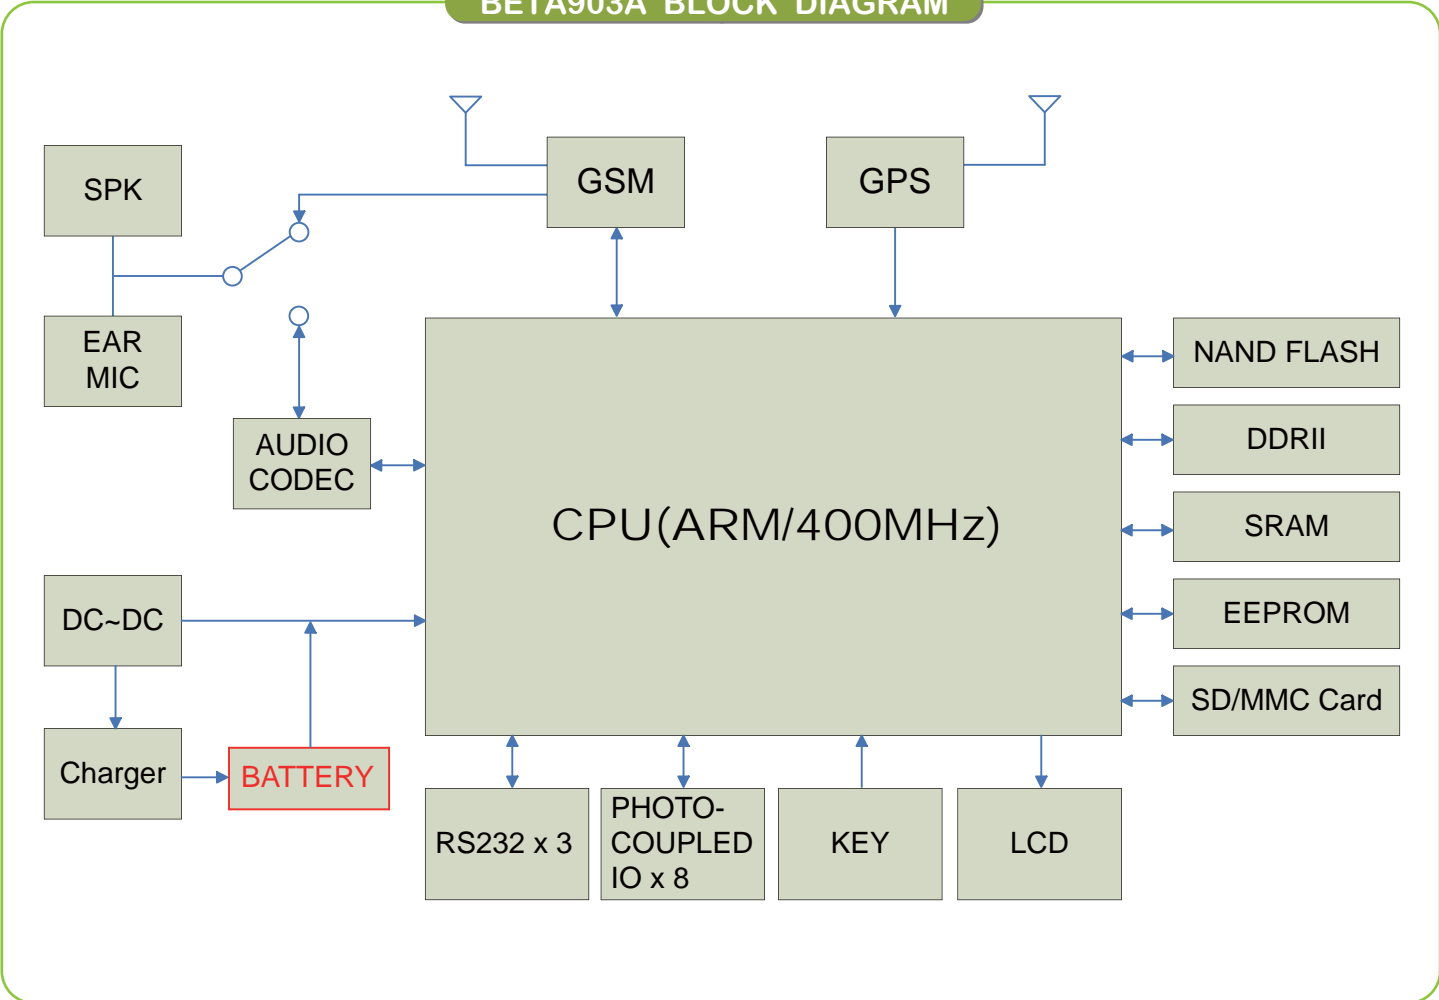 BETA903A BLOCK DIAGRAM
SPK
GSM
GPS
EAR
MIC
NAND FLASH
AUDIO
CODEC
DDRII
CPU(ARM/400MHz)
SRAM
DC~DC
EEPROM
SD/MMC Card
Charger
BATTERY
RS232 x 3
PHOTO-
COUPLED
IO x 8
KEY
LCD